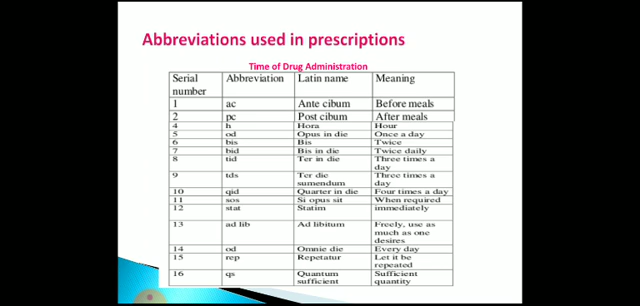 Abbreviations used in prescriptions
Time of Drug Administration
Serial number Abbreviation Latin name Meaning
1 ac Ante cibum Before meals
2 pc Post cibum After meals
4 h Hora Hour
5 od Opus in die Once a day
6 bis Bis Twice
7 bid Bis in die Twice daily
8 tid Ter in die Three times a day
9 tds Ter die sumendum Three times a day
10 qid Quarter in die Four times a day
11 sos Si opus sit When required
12 stat Statim immediately
13 ad lib Ad libitum Freely, use as much as one desires
14 od Omnie die Every day
15 rep Repetatur Let it be repeated
16 qs Quantum sufficient Sufficient quantity